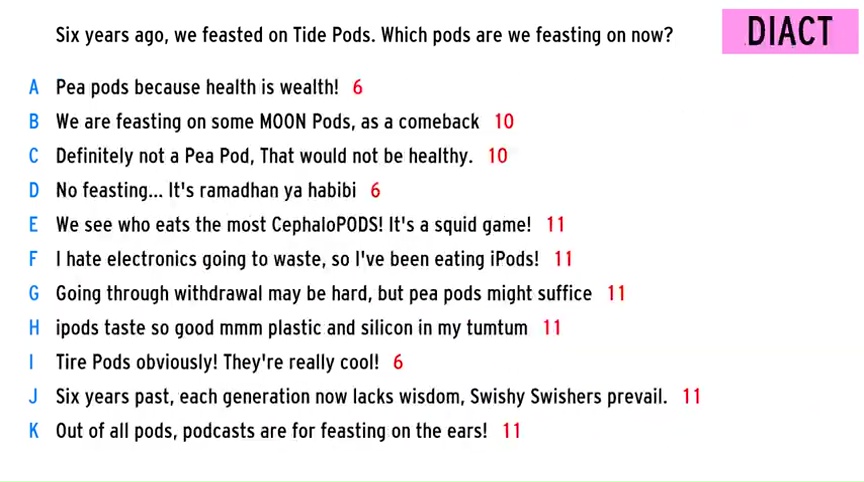 Six years ago, we feasted on Tide Pods. Which pods are we feasting on now?
DIACT
A Pea pods because health is wealth! 6
B We are feasting on some MOON Pods, as a comeback 10
C Definitely not a Pea Pod, That would not be healthy. 10
D No feasting... It's ramadhan ya habibi 6
E We see who eats the most CephaloPODS! It's a squid game! 11
F I hate electronics going to waste, so I've been eating iPods! 11
G Going through withdrawal may be hard, but pea pods might suffice 11
H ipods taste so good mmm plastic and silicon in my tumtum 11
I Tire Pods obviously! They're really cool! 6
J Six years past, each generation now lacks wisdom, Swishy Swishers prevail. 11
K Out of all pods, podcasts are for feasting on the ears! 11